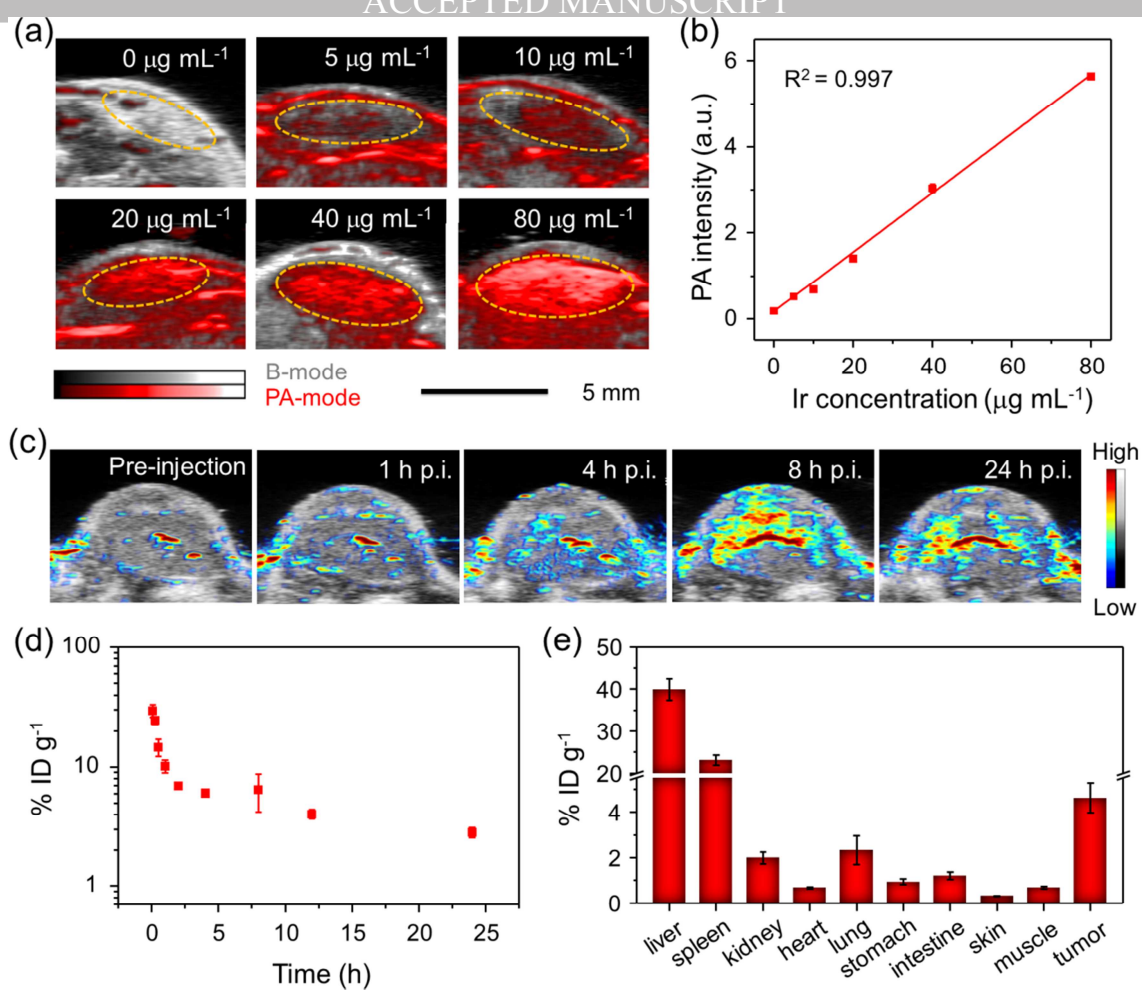 ACCEPTED MANUSCRIPT
(a)
0 μg mL⁻¹
5 μg mL⁻¹
10 μg mL⁻¹
20 μg mL⁻¹
40 μg mL⁻¹
80 μg mL⁻¹
B-mode
PA-mode
5 mm
(b)
R² = 0.997
PA intensity (a.u.)
6
4
2
0
0 20 40 60 80
Ir concentration (μg mL⁻¹)
(c)
Pre-injection
1 h p.i.
4 h p.i.
8 h p.i.
24 h p.i.
High
Low
(d)
% ID g⁻¹
100
10
1
0 5 10 15 20 25
Time (h)
(e)
% ID g⁻¹
50
40
30
20
4
2
0
liver
spleen
kidney
heart
lung
stomach
intestine
skin
muscle
tumor